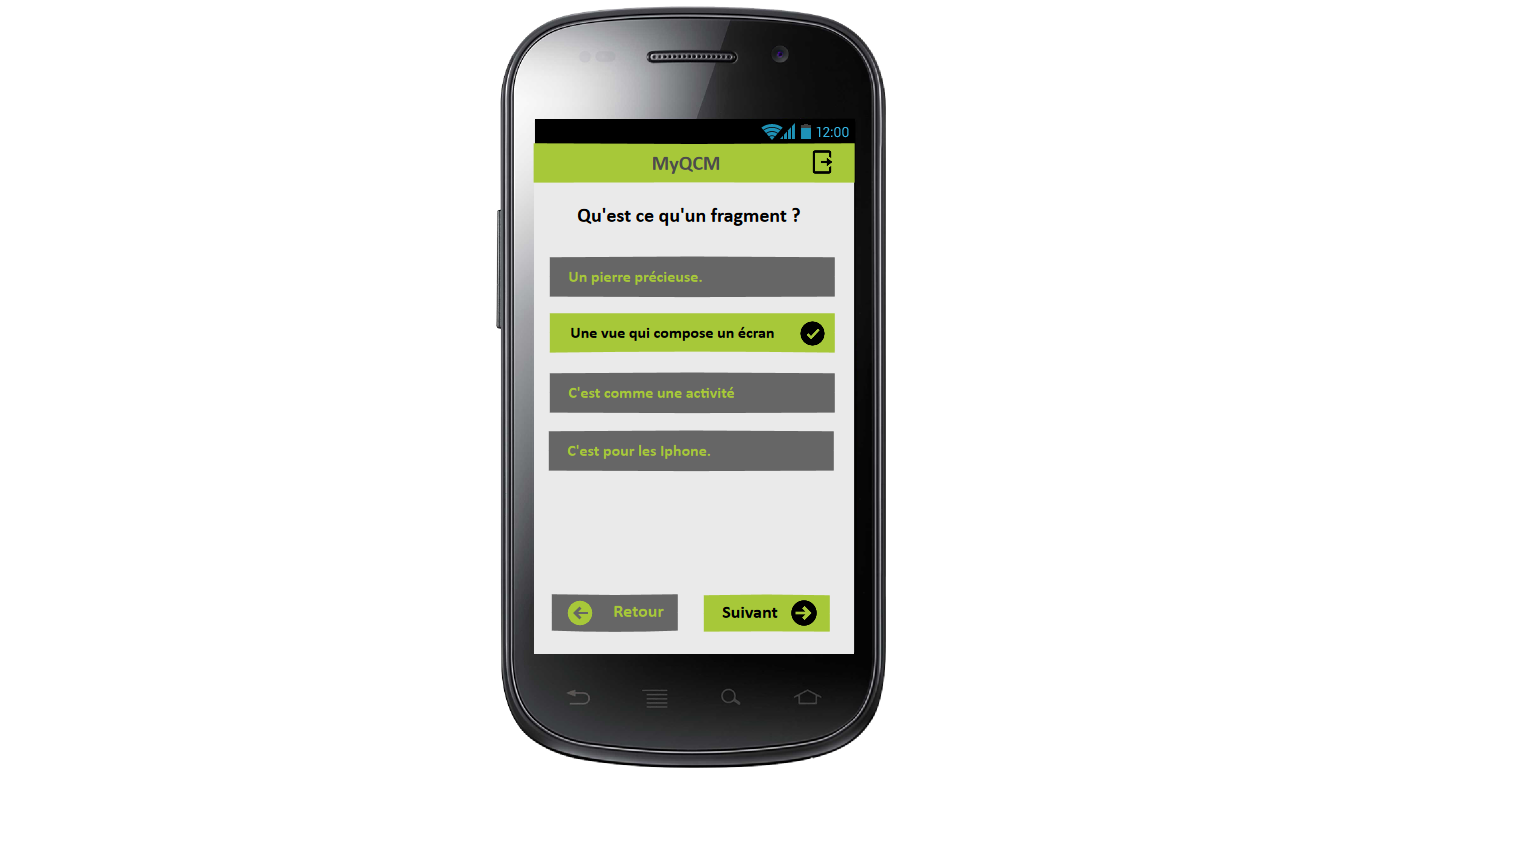 12:00
MyQCM
Qu'est ce qu'un fragment ?
Un pierre précieuse.
Une vue qui compose un écran
C'est comme une activité
C'est pour les Iphone.
Retour
Suivant